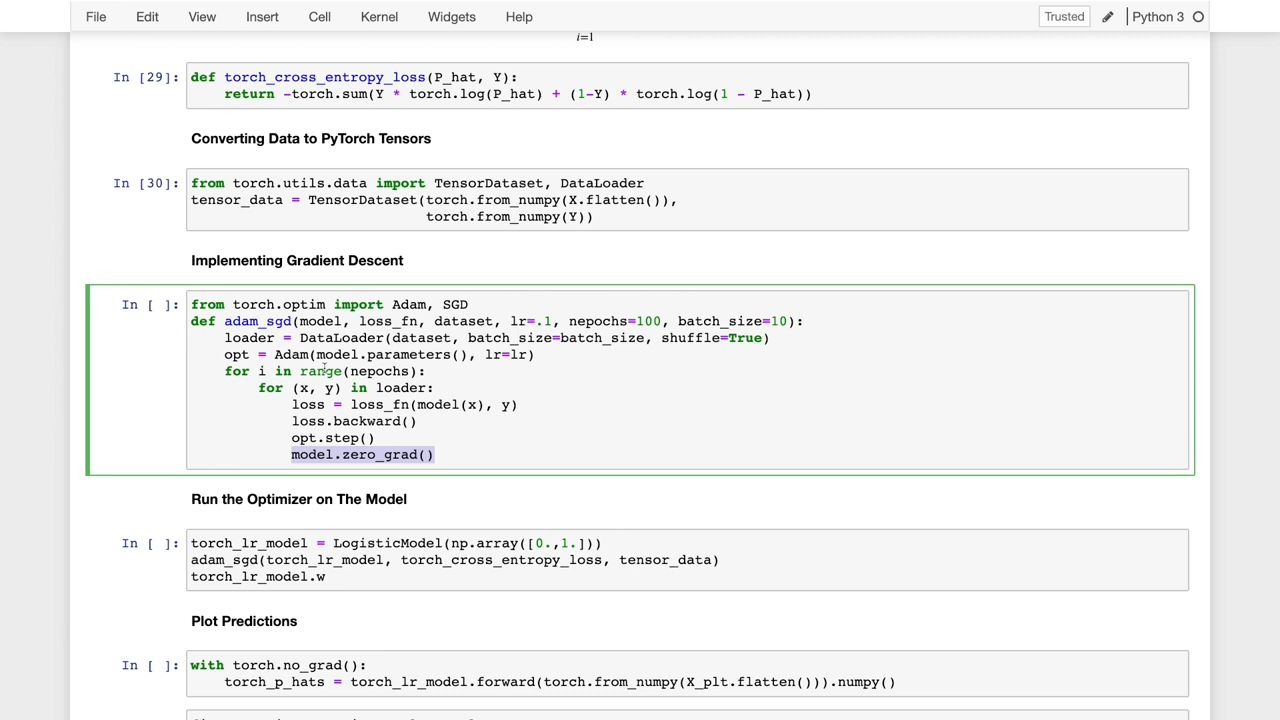 File Edit View Insert Cell Kernel Widgets Help Trusted Python 3
i=1
In [29]: def torch_cross_entropy_loss(P_hat, Y):
return -torch.sum(Y * torch.log(P_hat) + (1-Y) * torch.log(1 - P_hat))
Converting Data to PyTorch Tensors
In [30]: from torch.utils.data import TensorDataset, DataLoader
tensor_data = TensorDataset(torch.from_numpy(X.flatten()),
torch.from_numpy(Y))
Implementing Gradient Descent
In [ ]: from torch.optim import Adam, SGD
def adam_sgd(model, loss_fn, dataset, lr=.1, nepochs=100, batch_size=10):
loader = DataLoader(dataset, batch_size=batch_size, shuffle=True)
opt = Adam(model.parameters(), lr=lr)
for i in range(nepochs):
for (x, y) in loader:
loss = loss_fn(model(x), y)
loss.backward()
opt.step()
model.zero_grad()
Run the Optimizer on The Model
In [ ]: torch_lr_model = LogisticModel(np.array([0.,1.]))
adam_sgd(torch_lr_model, torch_cross_entropy_loss, tensor_data)
torch_lr_model.w
Plot Predictions
In [ ]: with torch.no_grad():
torch_p_hats = torch_lr_model.forward(torch.from_numpy(X_plt.flatten())).numpy()